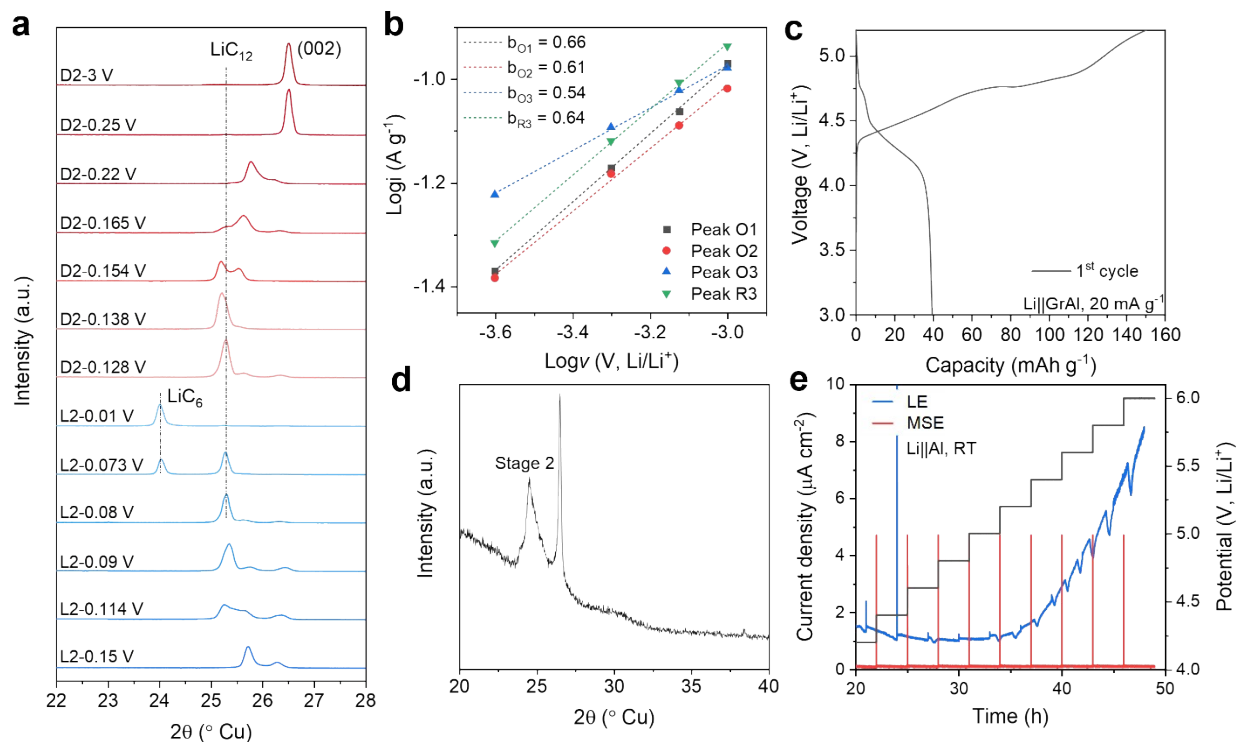 a
LiC12
(002)
D2-3 V
D2-0.25 V
D2-0.22 V
D2-0.165 V
D2-0.154 V
D2-0.138 V
D2-0.128 V
LiC6
L2-0.01 V
L2-0.073 V
L2-0.08 V
L2-0.09 V
L2-0.114 V
L2-0.15 V
Intensity (a.u.)
22 23 24 25 26 27 28
2θ (° Cu)
b
bO1 = 0.66
bO2 = 0.61
bO3 = 0.54
bR3 = 0.64
Peak O1
Peak O2
Peak O3
Peak R3
Logi (A g-1)
-1.0
-1.2
-1.4
-3.6 -3.4 -3.2 -3.0
Logv (V, Li/Li+)
c
Voltage (V, Li/Li+)
5.0
4.5
4.0
3.5
3.0
1st cycle
Li||GrAl, 20 mA g-1
0 20 40 60 80 100 120 140 160
Capacity (mAh g-1)
d
Stage 2
Intensity (a.u.)
20 25 30 35 40
2θ (° Cu)
e
LE
MSE
Li||Al, RT
Current density (μA cm-2)
10
8
6
4
2
0
Potential (V, Li/Li+)
6.0
5.5
5.0
4.5
4.0
20 30 40 50
Time (h)